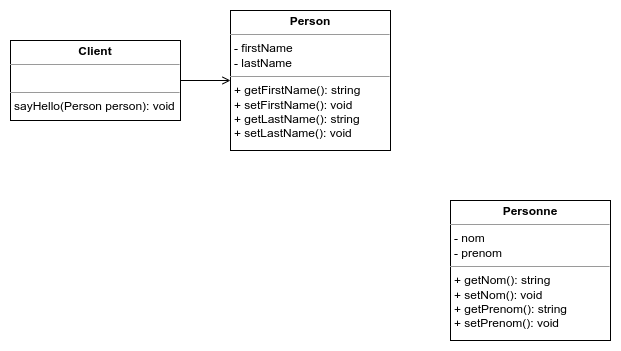 Client
sayHello(Person person): void
Person
- firstName
- lastName
+ getFirstName(): string
+ setFirstName(): void
+ getLastName(): string
+ setLastName(): void
Personne
- nom
- prenom
+ getNom(): string
+ setNom(): void
+ getPrenom(): string
+ setPrenom(): void